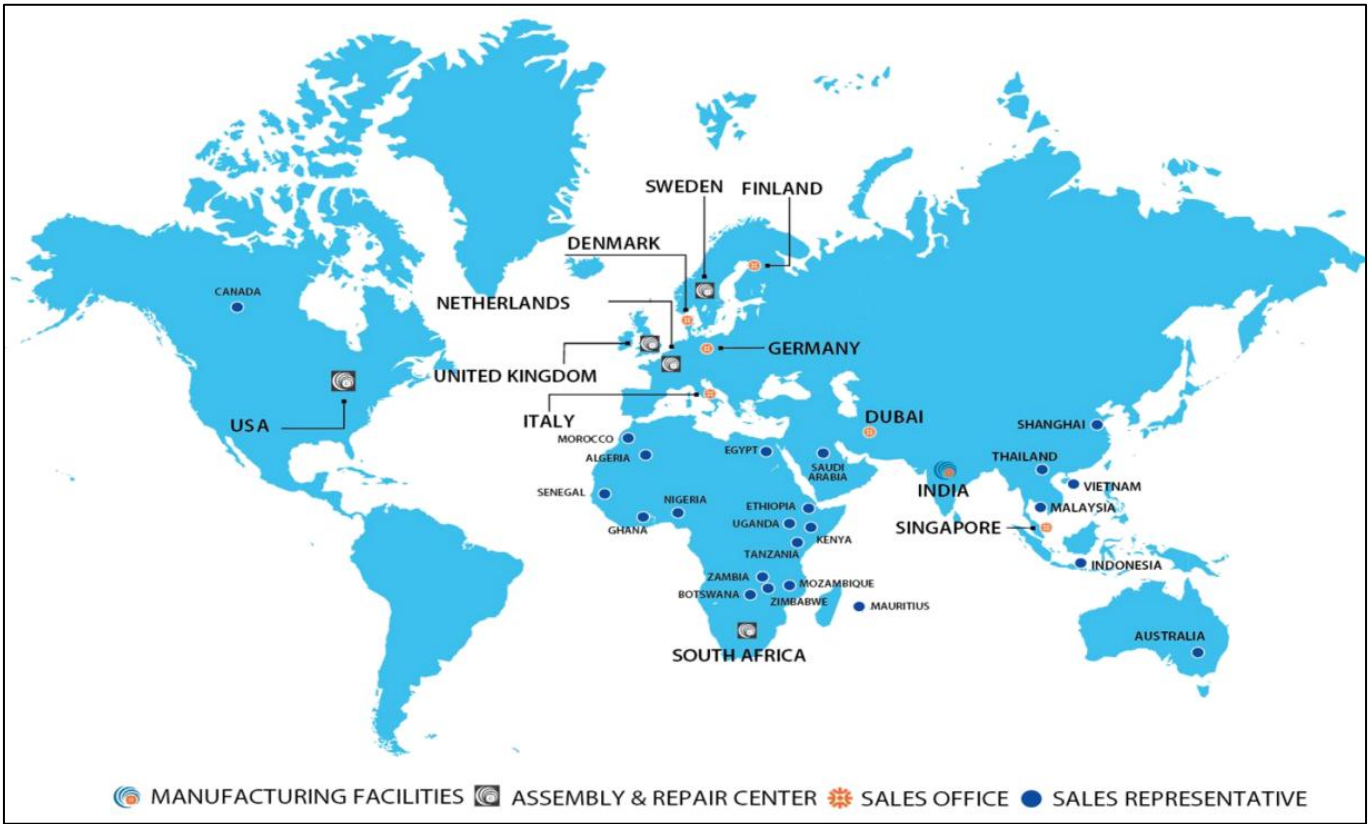 SWEDEN
FINLAND
DENMARK
NETHERLANDS
CANADA
GERMANY
UNITED KINGDOM
USA
ITALY
DUBAI
MOROCCO
ALGERIA
EGYPT
SAUDI
ARABIA
SHANGHAI
THAILAND
INDIA
VIETNAM
SENEGAL
NIGERIA
GHANA
ETHIOPIA
UGANDA
KENYA
TANZANIA
MALAYSIA
SINGAPORE
INDONESIA
ZAMBIA
MOZAMBIQUE
BOTSWANA
ZIMBABWE
MAURITIUS
SOUTH AFRICA
AUSTRALIA
MANUFACTURING FACILITIES ASSEMBLY & REPAIR CENTER SALES OFFICE SALES REPRESENTATIVE